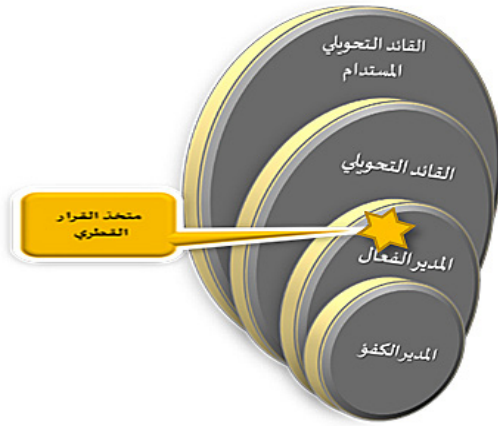 القائد التحويلي
المستدام
القائد التحويلي
متخذ القرار
القطري
المدير الفعال
المدير الكفؤ